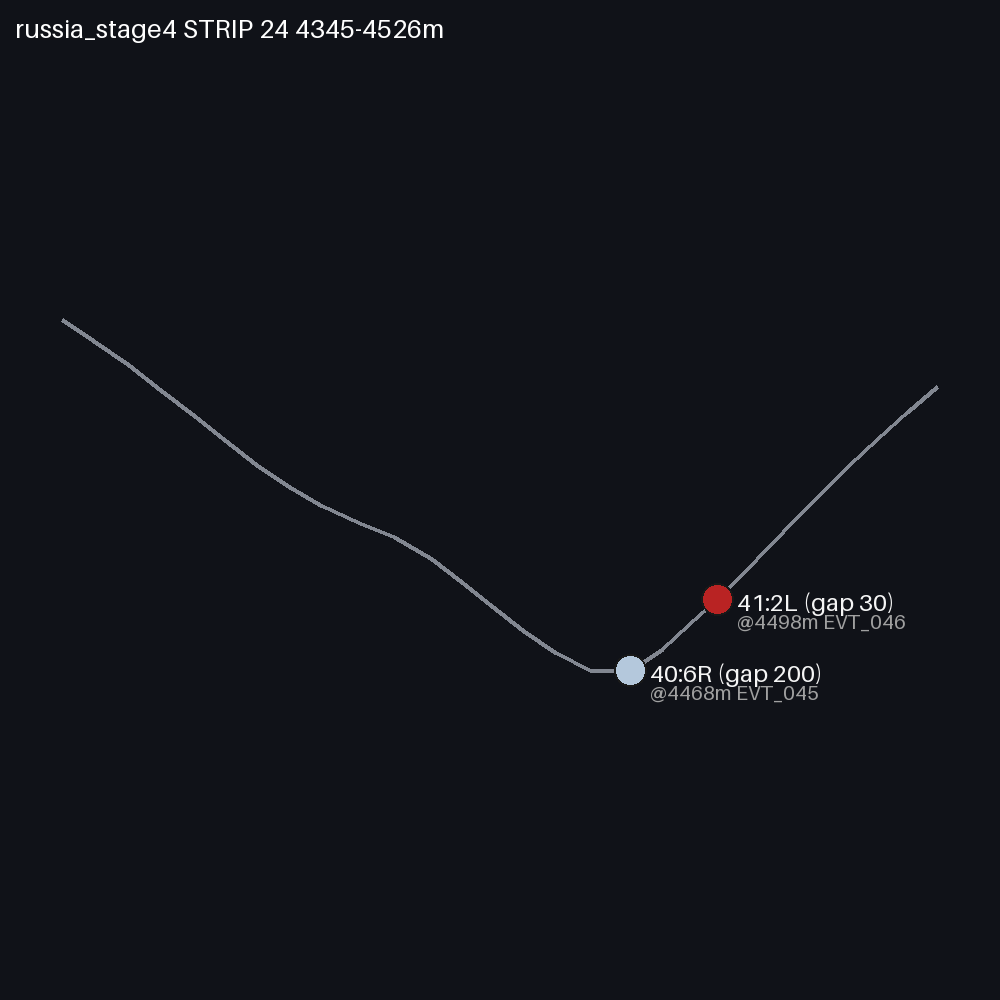 russia_stage4 STRIP 24 4345-4526m
41:2L (gap 30)
@4498m EVT_046
40:6R (gap 200)
@4468m EVT_045